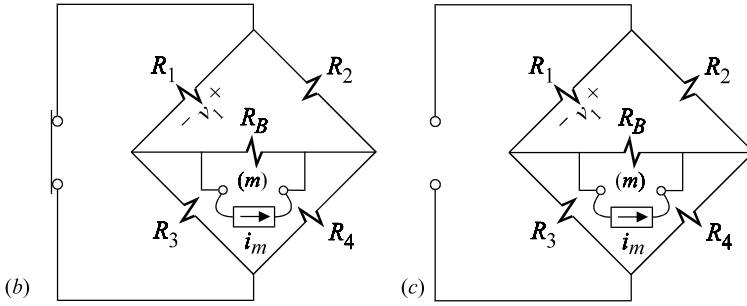 R1
R2
− v1 +
RB
(m)
im
R3
R4
(b)
R1
R2
− v1 +
RB
(m)
im
R3
R4
(c)